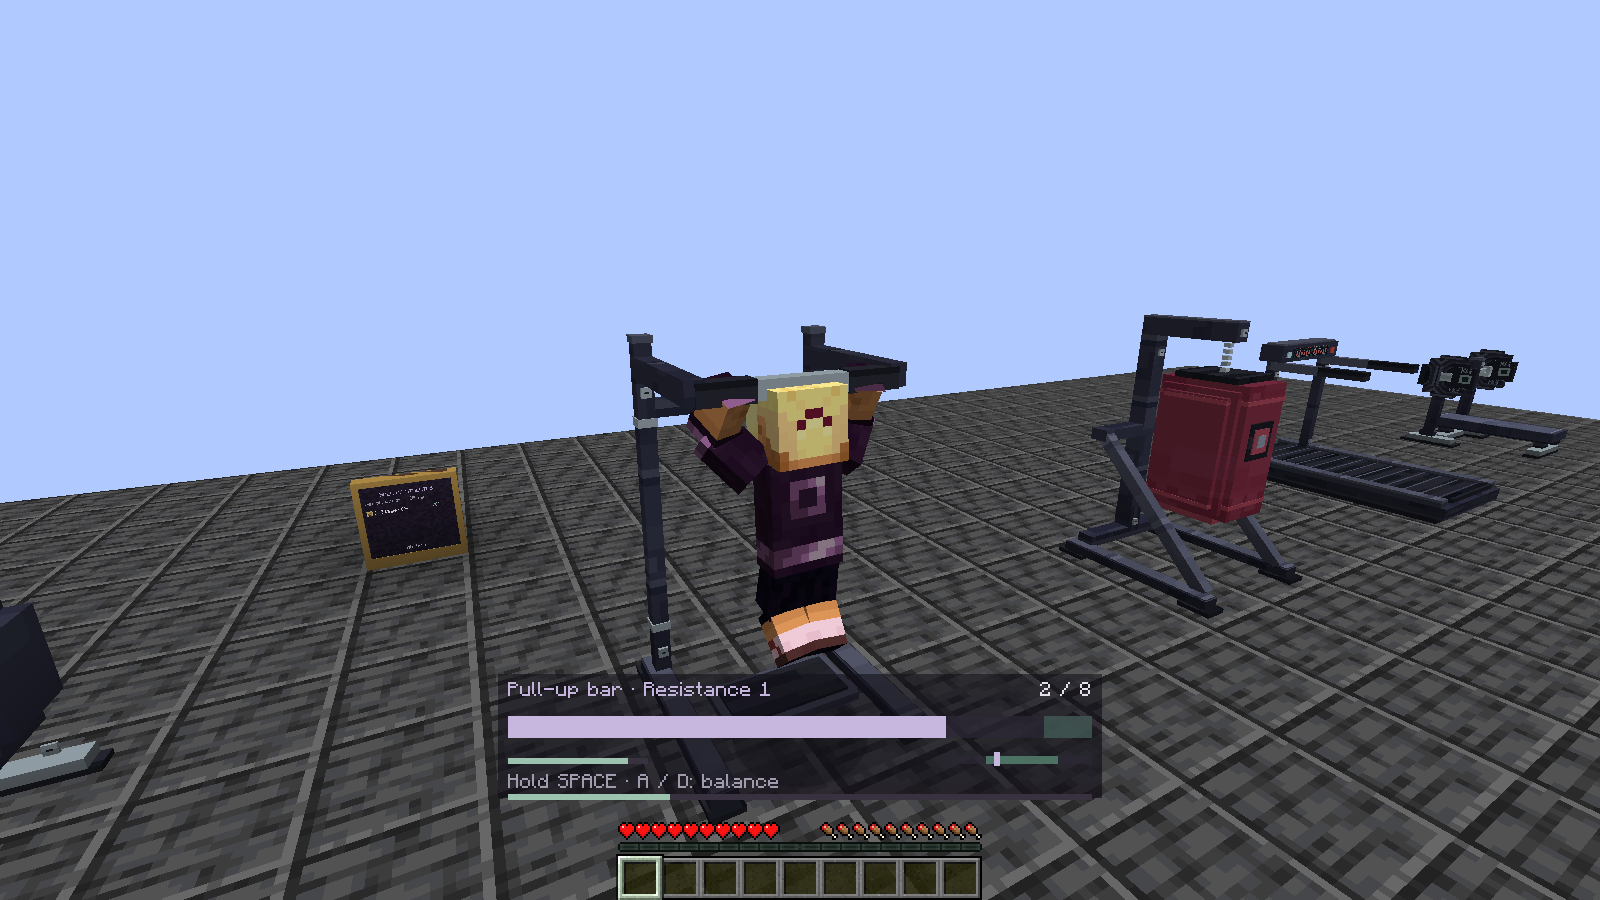 Pull-up bar · Resistance 1
2 / 8
Hold SPACE · A / D: balance